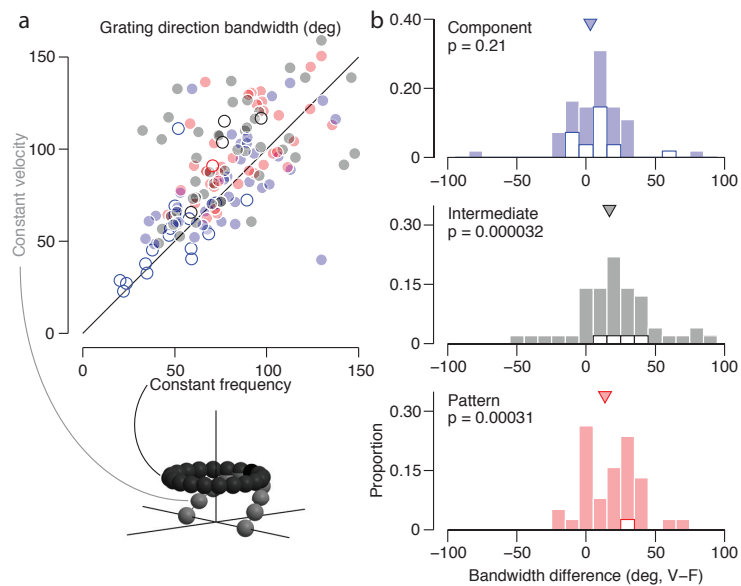 a
Grating direction bandwidth (deg)
150
100
50
0
Constant velocity
0
50
100
150
Constant frequency
b
0.40
0.20
0
Component
p = 0.21
−100
−50
0
50
100
0.30
0.15
0
Intermediate
p = 0.000032
−100
−50
0
50
100
0.30
0.15
0
Pattern
p = 0.00031
Proportion
−100
−50
0
50
100
Bandwidth difference (deg, V−F)